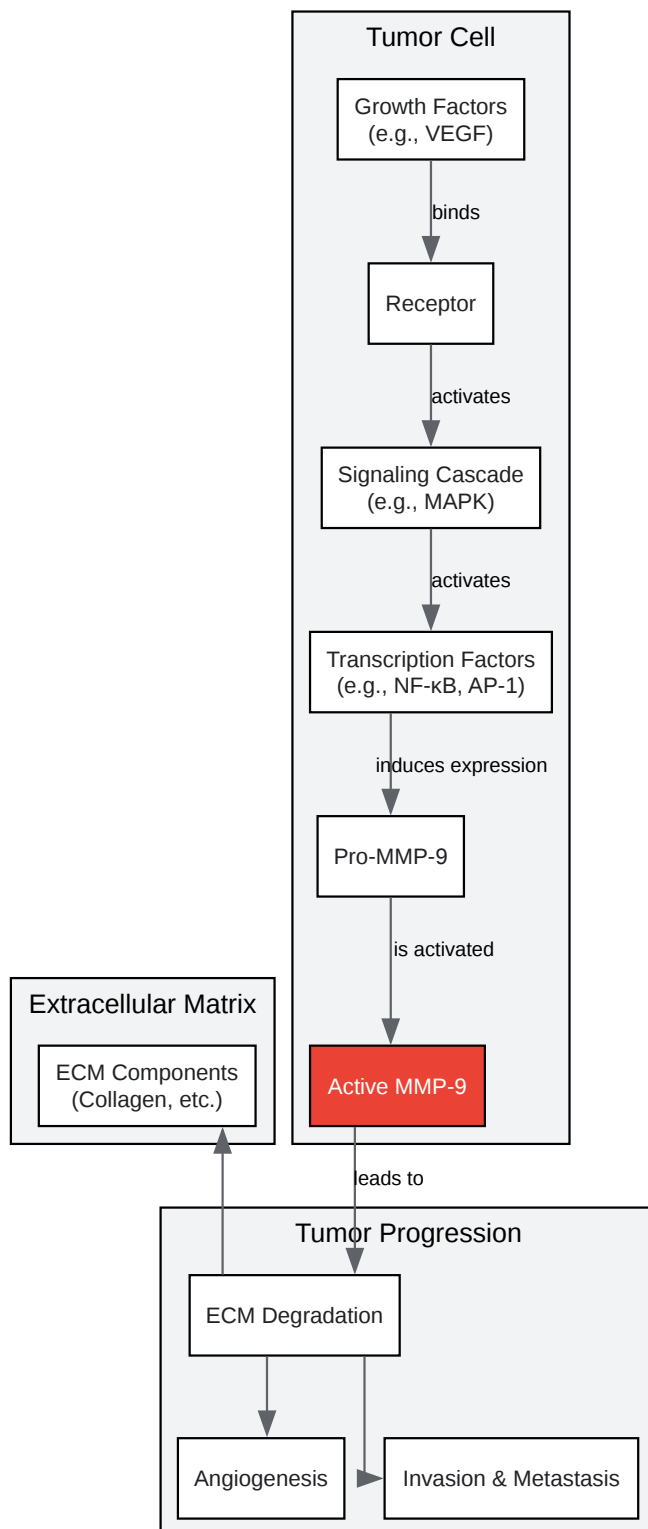 Tumor Cell
Growth Factors
(e.g., VEGF)
binds
Receptor
activates
Signaling Cascade
(e.g., MAPK)
activates
Transcription Factors
(e.g., NF-κB, AP-1)
induces expression
Pro-MMP-9
is activated
Extracellular Matrix
ECM Components
(Collagen, etc.)
Active MMP-9
leads to
Tumor Progression
ECM Degradation
Angiogenesis
Invasion & Metastasis